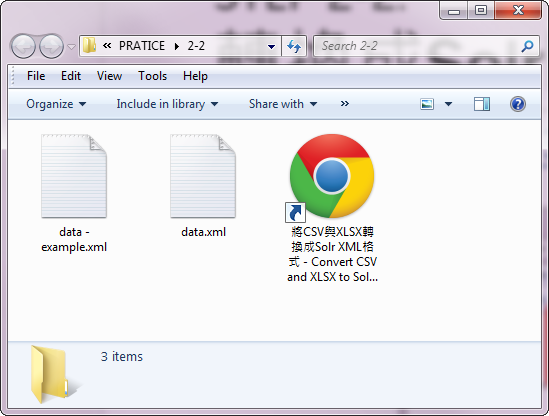 « PRATICE ▸ 2-2
Search 2-2
File Edit View Tools Help
Organize Include in library Share with »
data -
example.xml
data.xml
將CSV與XLSX轉
換成Solr XML格
式 - Convert CSV
and XLSX to Sol...
3 items